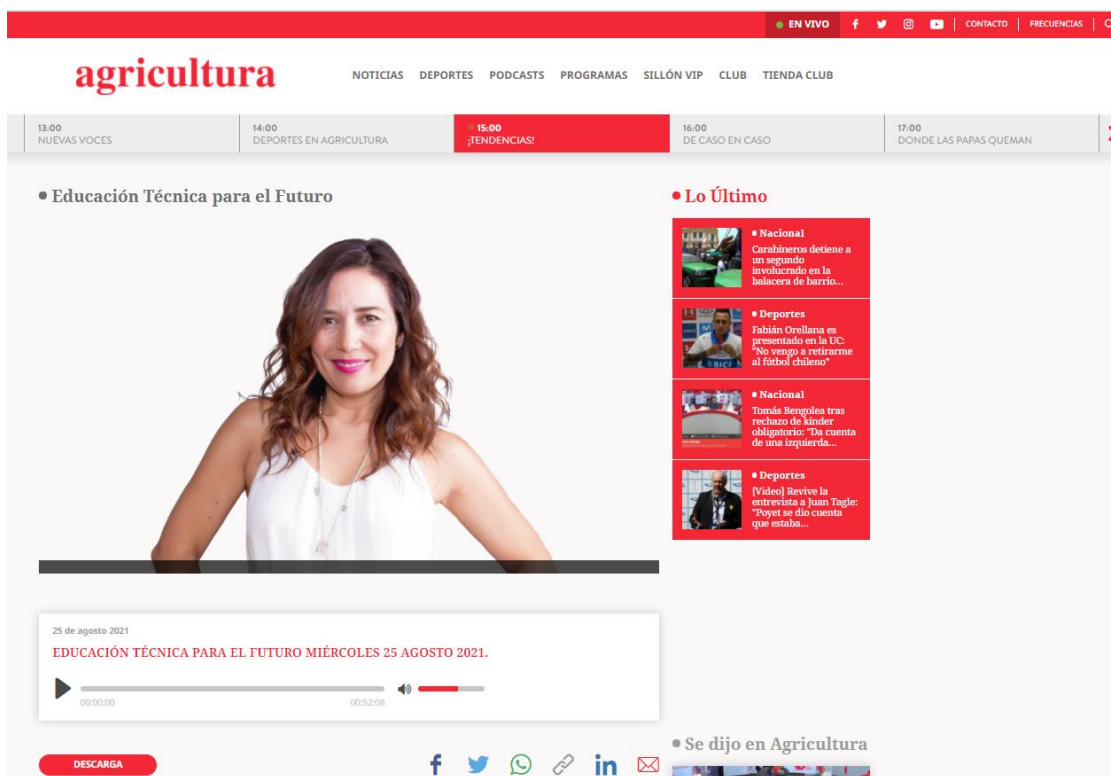 EN VIVO
CONTACTO
FRECUENCIAS
agricultura
NOTICIAS DEPORTES PODCASTS PROGRAMAS SILLÓN VIP CLUB TIENDA CLUB
13:00
NUEVAS VOCES
14:00
DEPORTES EN AGRICULTURA
15:00
¡TENDENCIAS!
16:00
DE CASO EN CASO
17:00
DONDE LAS PAPAS QUEMAN
Educación Técnica para el Futuro
25 de agosto 2021
EDUCACIÓN TÉCNICA PARA EL FUTURO MIÉRCOLES 25 AGOSTO 2021.
00:00:00
00:52:08
DESCARGA
Lo Último
Nacional
Carabineros detiene a
un segundo
involucrado en la
balacera de barrio...
Deportes
Fabián Orellana es
presentado en la UC:
"No vengo a retirarme
al fútbol chileno"
Nacional
Tomás Bengolea tras
rechazo de kínder
obligatorio: "Da cuenta
de una izquierda...
Deportes
[Video] Revive la
entrevista a Juan Tagle:
"Poyet se dio cuenta
que estaba...
Se dijo en Agricultura